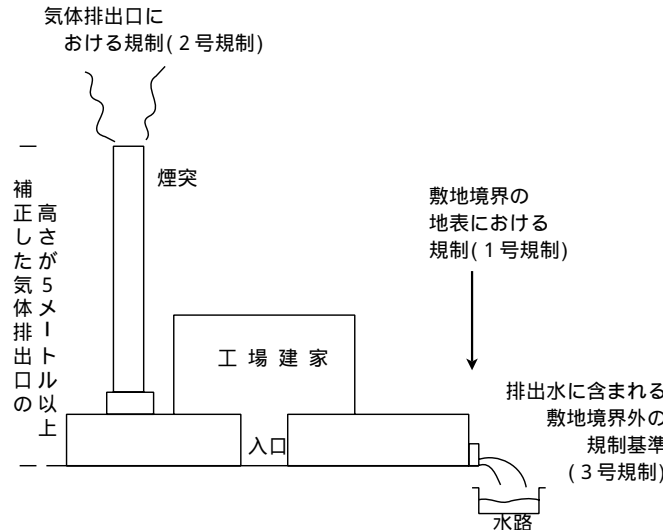 気体排出口に
おける規制(2号規制)
煙突
補正した気体排出口の
高さが5メートル以上
敷地境界の
地表における
規制(1号規制)
工場建家
入口
排出水に含まれる
敷地境界外の
規制基準
(3号規制)
水路